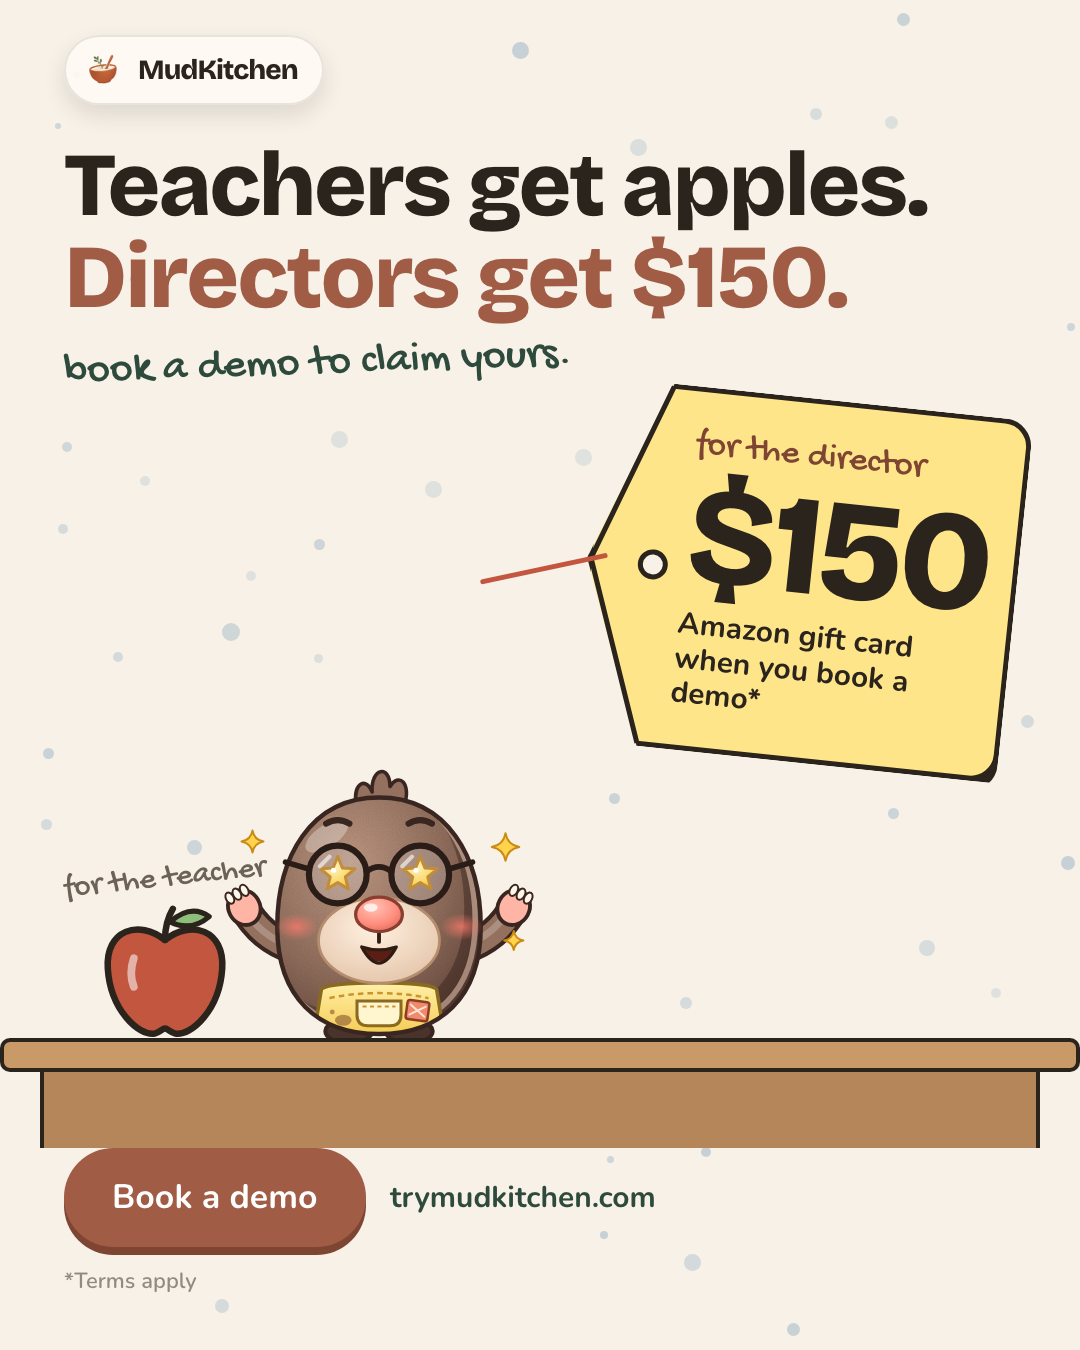 MudKitchen
Teachers get apples.
Directors get $150.
book a demo to claim yours.
for the director
$150
Amazon gift card
when you book a
demo*
for the teacher
Book a demo
trymudkitchen.com
*Terms apply